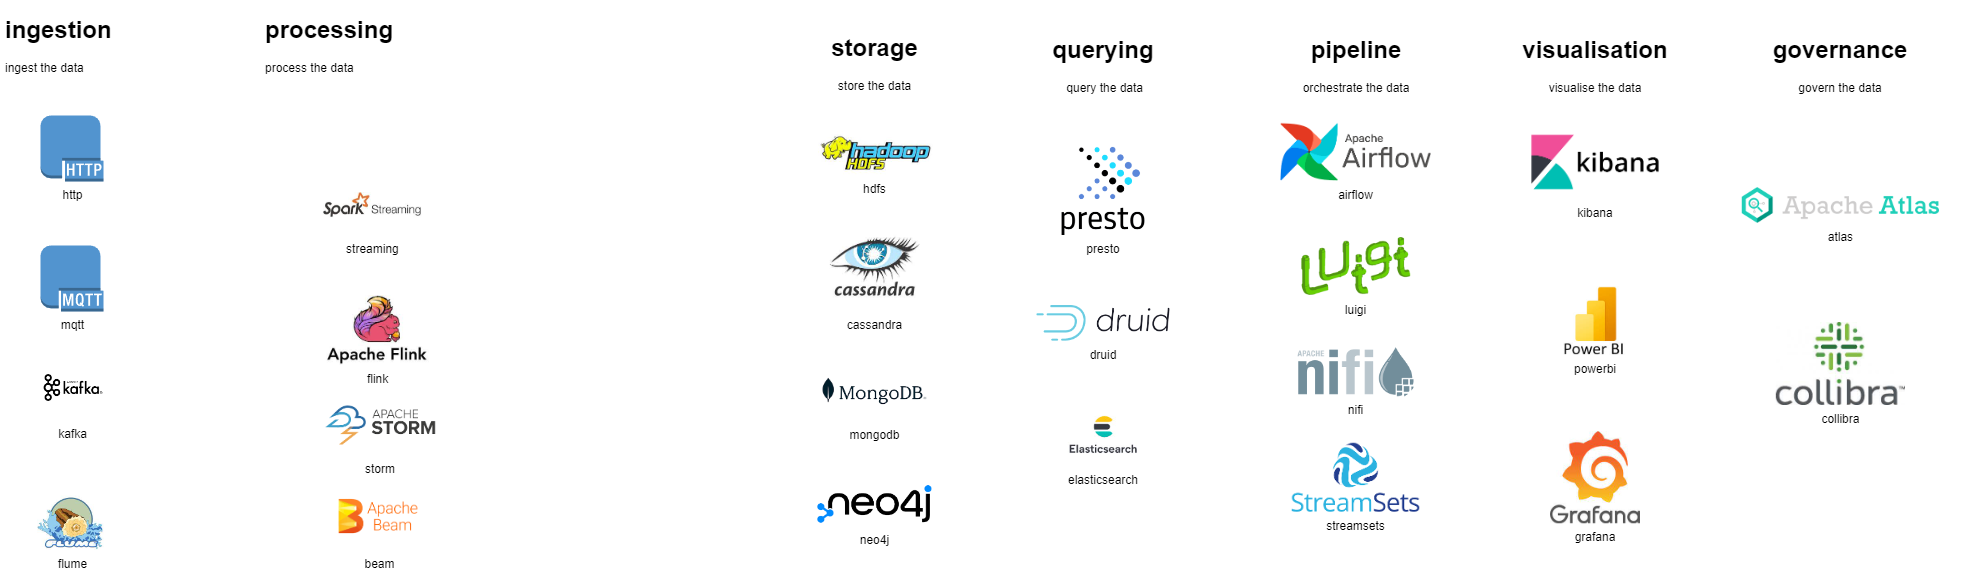 ingestion
ingest the data
HTTP
http
MQTT
mqtt
kafka
kafka
FLUME
flume
processing
process the data
Spark Streaming
streaming
Apache Flink
flink
APACHE
STORM
storm
Apache
Beam
beam
storage
store the data
hadoop
HDFS
hdfs
cassandra
cassandra
MongoDB.
mongodb
neo4j
neo4j
querying
query the data
presto
presto
druid
druid
Elasticsearch
elasticsearch
pipeline
orchestrate the data
Apache
Airflow
airflow
Luigi
luigi
APACHE
nifi
nifi
StreamSets
streamsets
visualisation
visualise the data
kibana
kibana
Power BI
powerbi
Grafana
grafana
governance
govern the data
Apache Atlas
atlas
collibra™
collibra